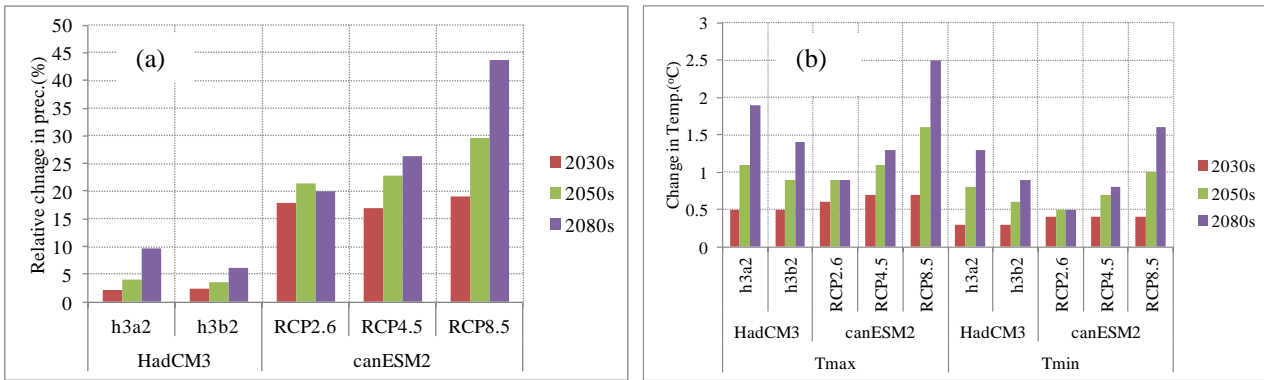 50
45
40
35
30
25
20
15
10
5
0
Relative chnage in prec.(%)
(a)
h3a2 h3b2 RCP2.6 RCP4.5 RCP8.5
HadCM3 canESM2
2030s
2050s
2080s
3
2.5
2
1.5
1
0.5
0
Change in Temp.(°C)
(b)
h3a2 h3b2 RCP2.6 RCP4.5 RCP8.5 h3a2 h3b2 RCP2.6 RCP4.5 RCP8.5
HadCM3 canESM2 HadCM3 canESM2
Tmax Tmin
2030s
2050s
2080s